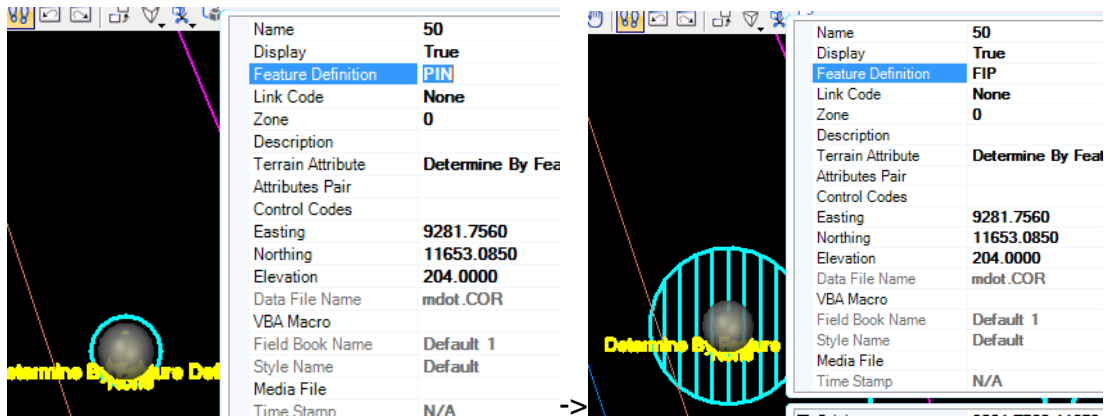 Name 50
Display True
Feature Definition PIN
Link Code None
Zone 0
Description
Terrain Attribute Determine By Fea
Attributes Pair
Control Codes
Easting 9281.7560
Northing 11653.0850
Elevation 204.0000
Data File Name mdot.COR
VBA Macro
Field Book Name Default 1
Style Name Default
Media File
Time Stamp N/A
->
Name 50
Display True
Feature Definition FIP
Link Code None
Zone 0
Description
Terrain Attribute Determine By Feat
Attributes Pair
Control Codes
Easting 9281.7560
Northing 11653.0850
Elevation 204.0000
Data File Name mdot.COR
VBA Macro
Field Book Name Default 1
Style Name Default
Media File
Time Stamp N/A
Determine By Feature
None